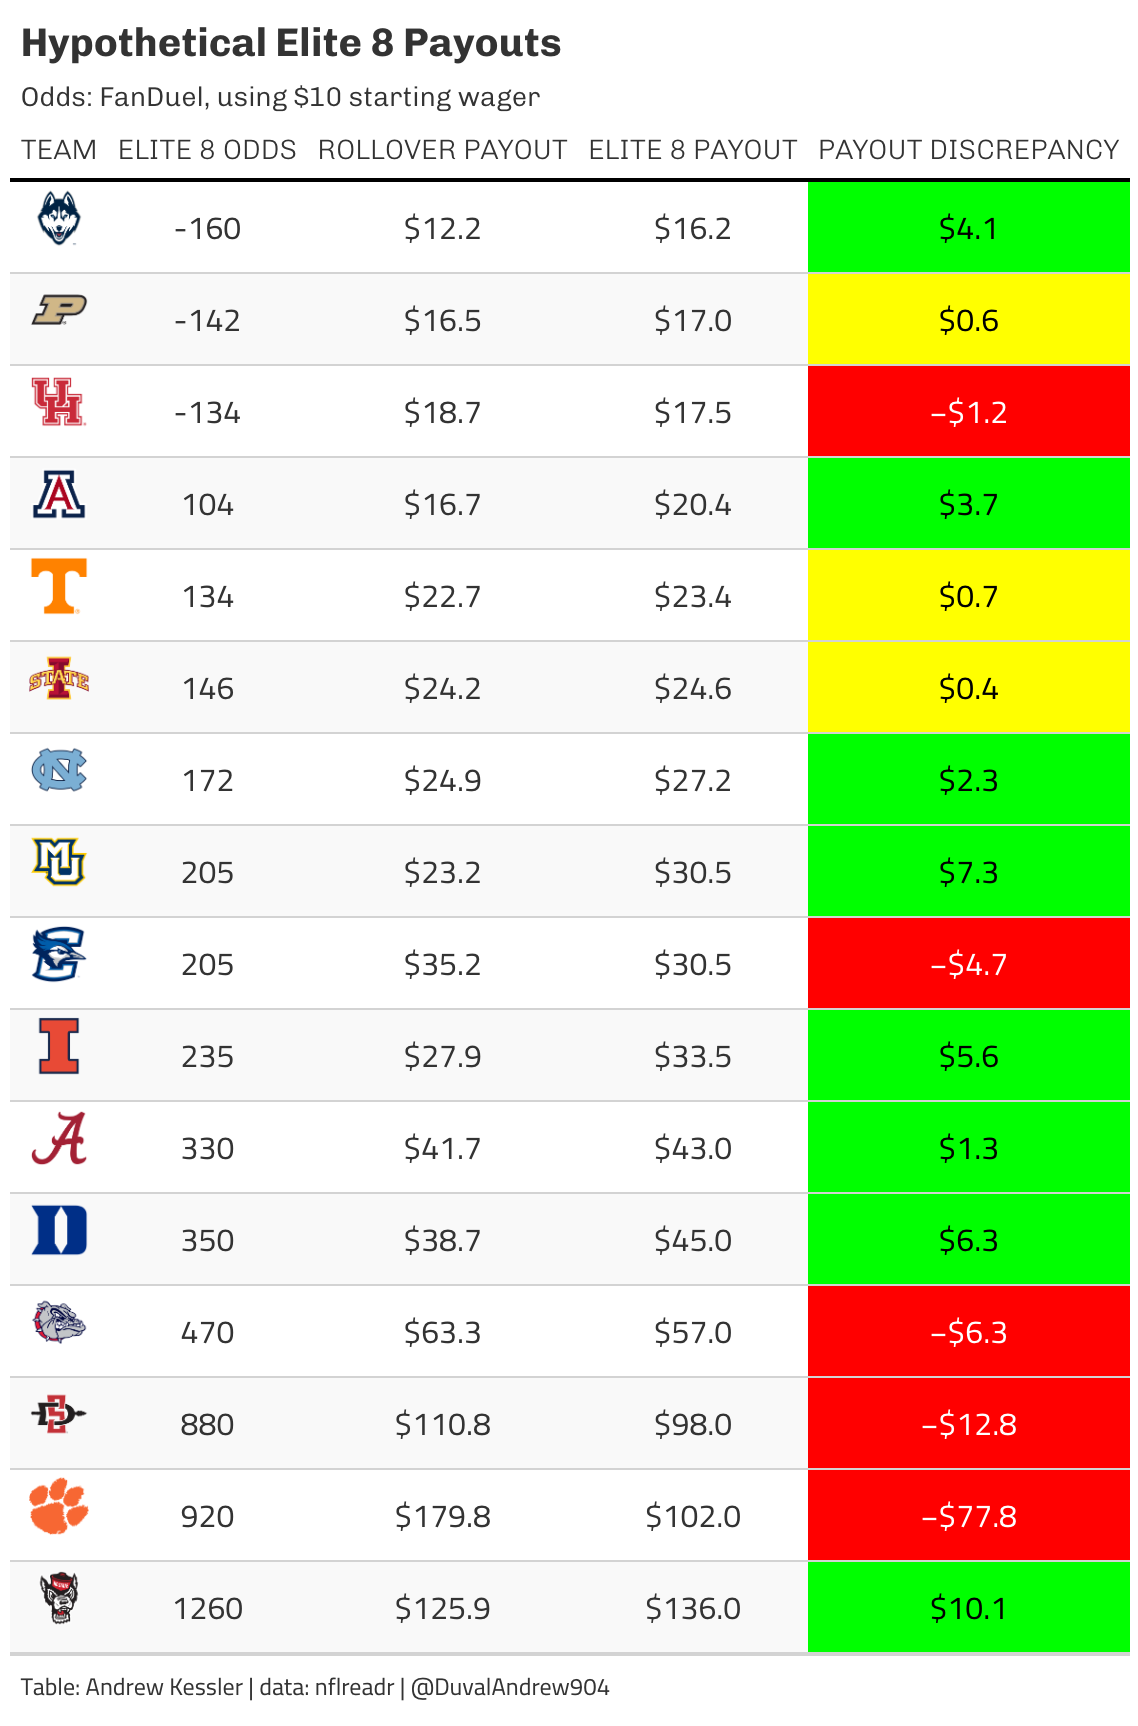 Hypothetical Elite 8 Payouts
Odds: FanDuel, using $10 starting wager
TEAM ELITE 8 ODDS ROLLOVER PAYOUT ELITE 8 PAYOUT PAYOUT DISCREPANCY
-160 $12.2 $16.2 $4.1
P -142 $16.5 $17.0 $0.6
UH -134 $18.7 $17.5 −$1.2
A 104 $16.7 $20.4 $3.7
T 134 $22.7 $23.4 $0.7
I STATE 146 $24.2 $24.6 $0.4
NC 172 $24.9 $27.2 $2.3
MU 205 $23.2 $30.5 $7.3
C 205 $35.2 $30.5 −$4.7
I 235 $27.9 $33.5 $5.6
A 330 $41.7 $43.0 $1.3
D 350 $38.7 $45.0 $6.3
470 $63.3 $57.0 −$6.3
SD 880 $110.8 $98.0 −$12.8
920 $179.8 $102.0 −$77.8
1260 $125.9 $136.0 $10.1
Table: Andrew Kessler | data: nflreadr | @DuvalAndrew904